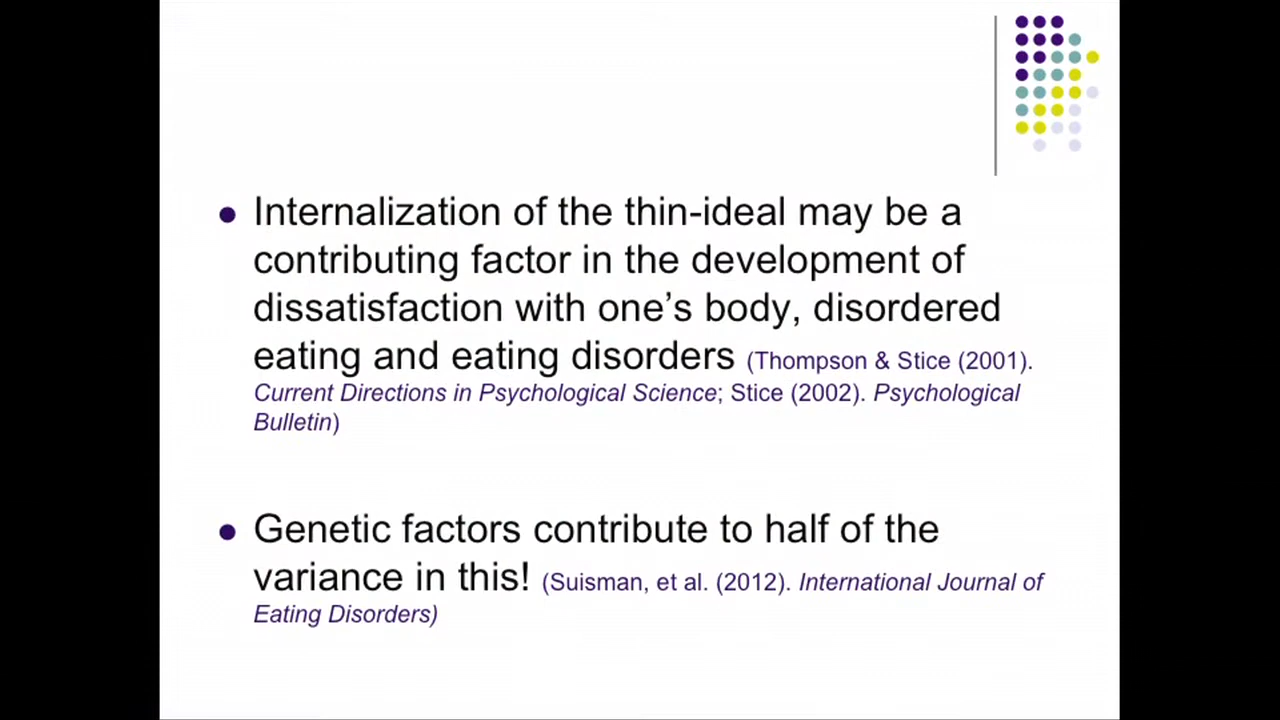 Internalization of the thin-ideal may be a
contributing factor in the development of
dissatisfaction with one’s body, disordered
eating and eating disorders (Thompson & Stice (2001).
Current Directions in Psychological Science; Stice (2002). Psychological
Bulletin)
Genetic factors contribute to half of the
variance in this! (Suisman, et al. (2012). International Journal of
Eating Disorders)